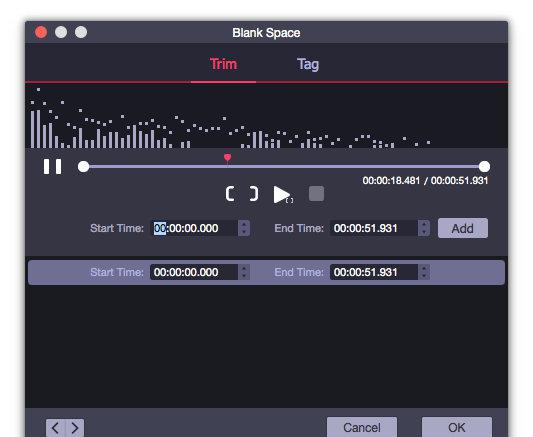 Blank Space
Trim Tag
00:00:18.481 / 00:00:51.931
Start Time: 00:00:00.000 End Time: 00:00:51.931 Add
Start Time: 00:00:00.000 End Time: 00:00:51.931
Cancel OK